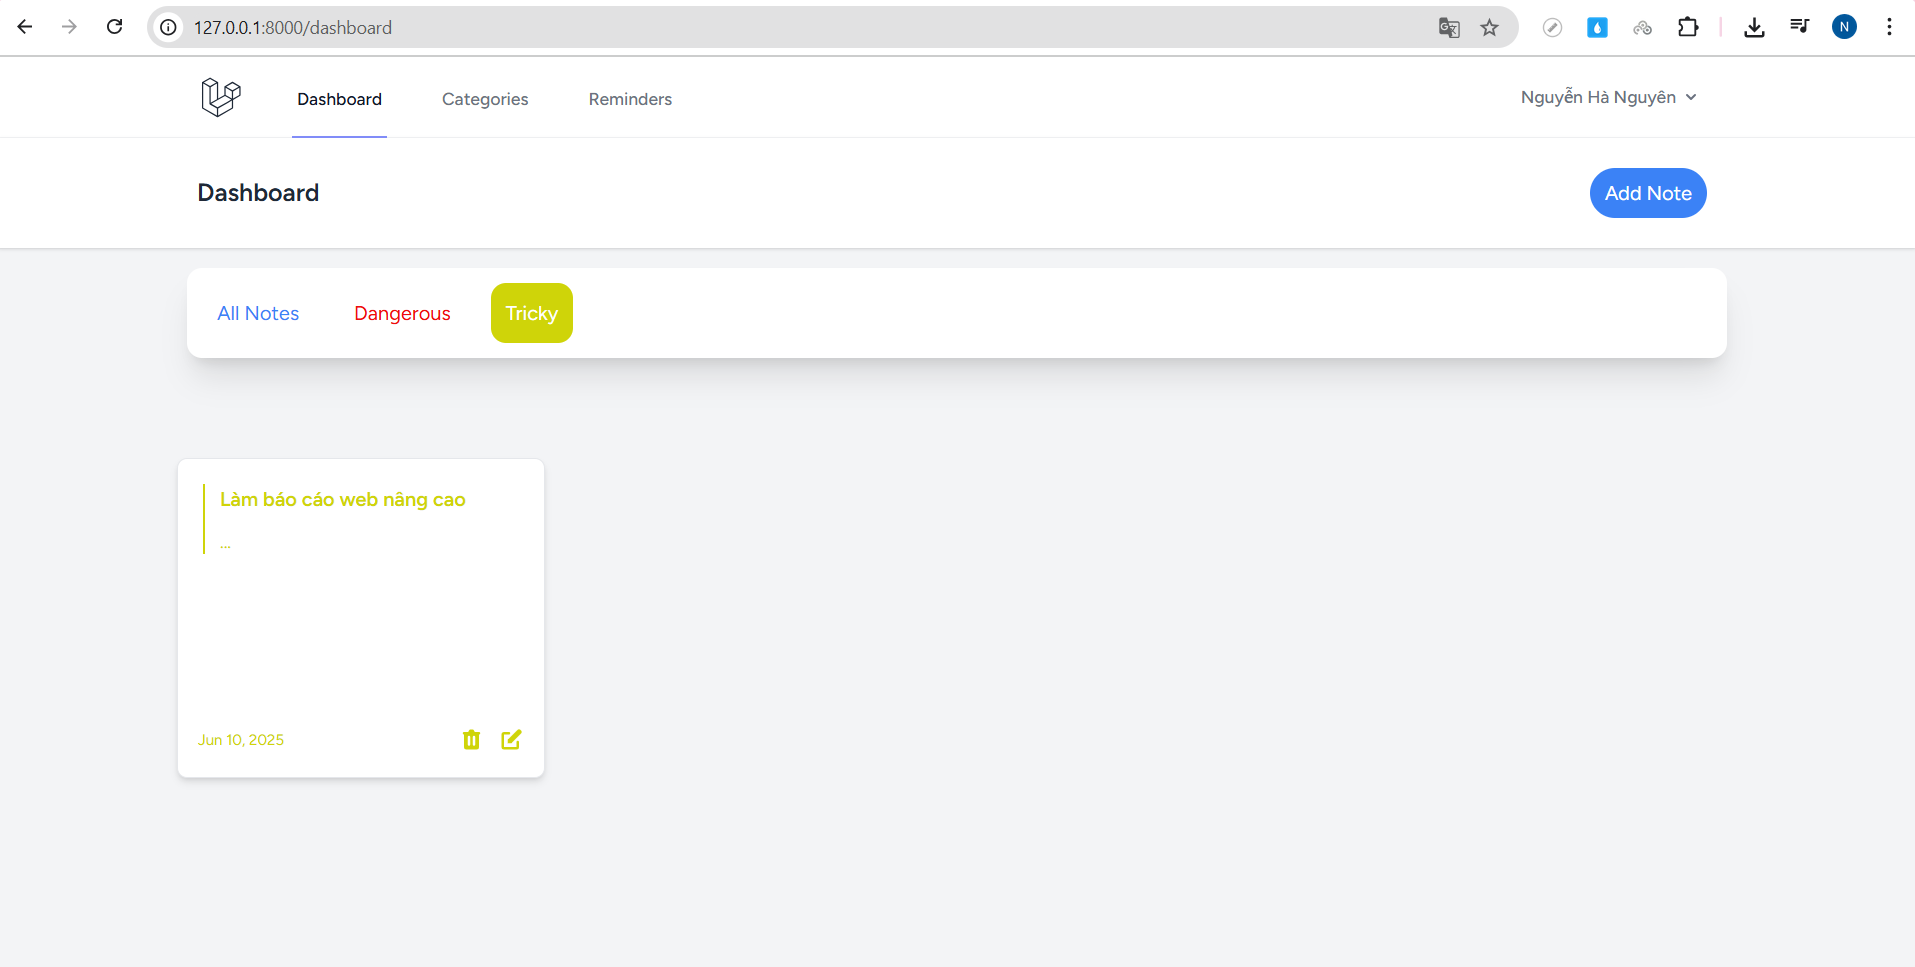 127.0.0.1:8000/dashboard
N
Dashboard Categories Reminders
Nguyễn Hà Nguyên
Dashboard
Add Note
All Notes Dangerous Tricky
Làm báo cáo web nâng cao
...
Jun 10, 2025